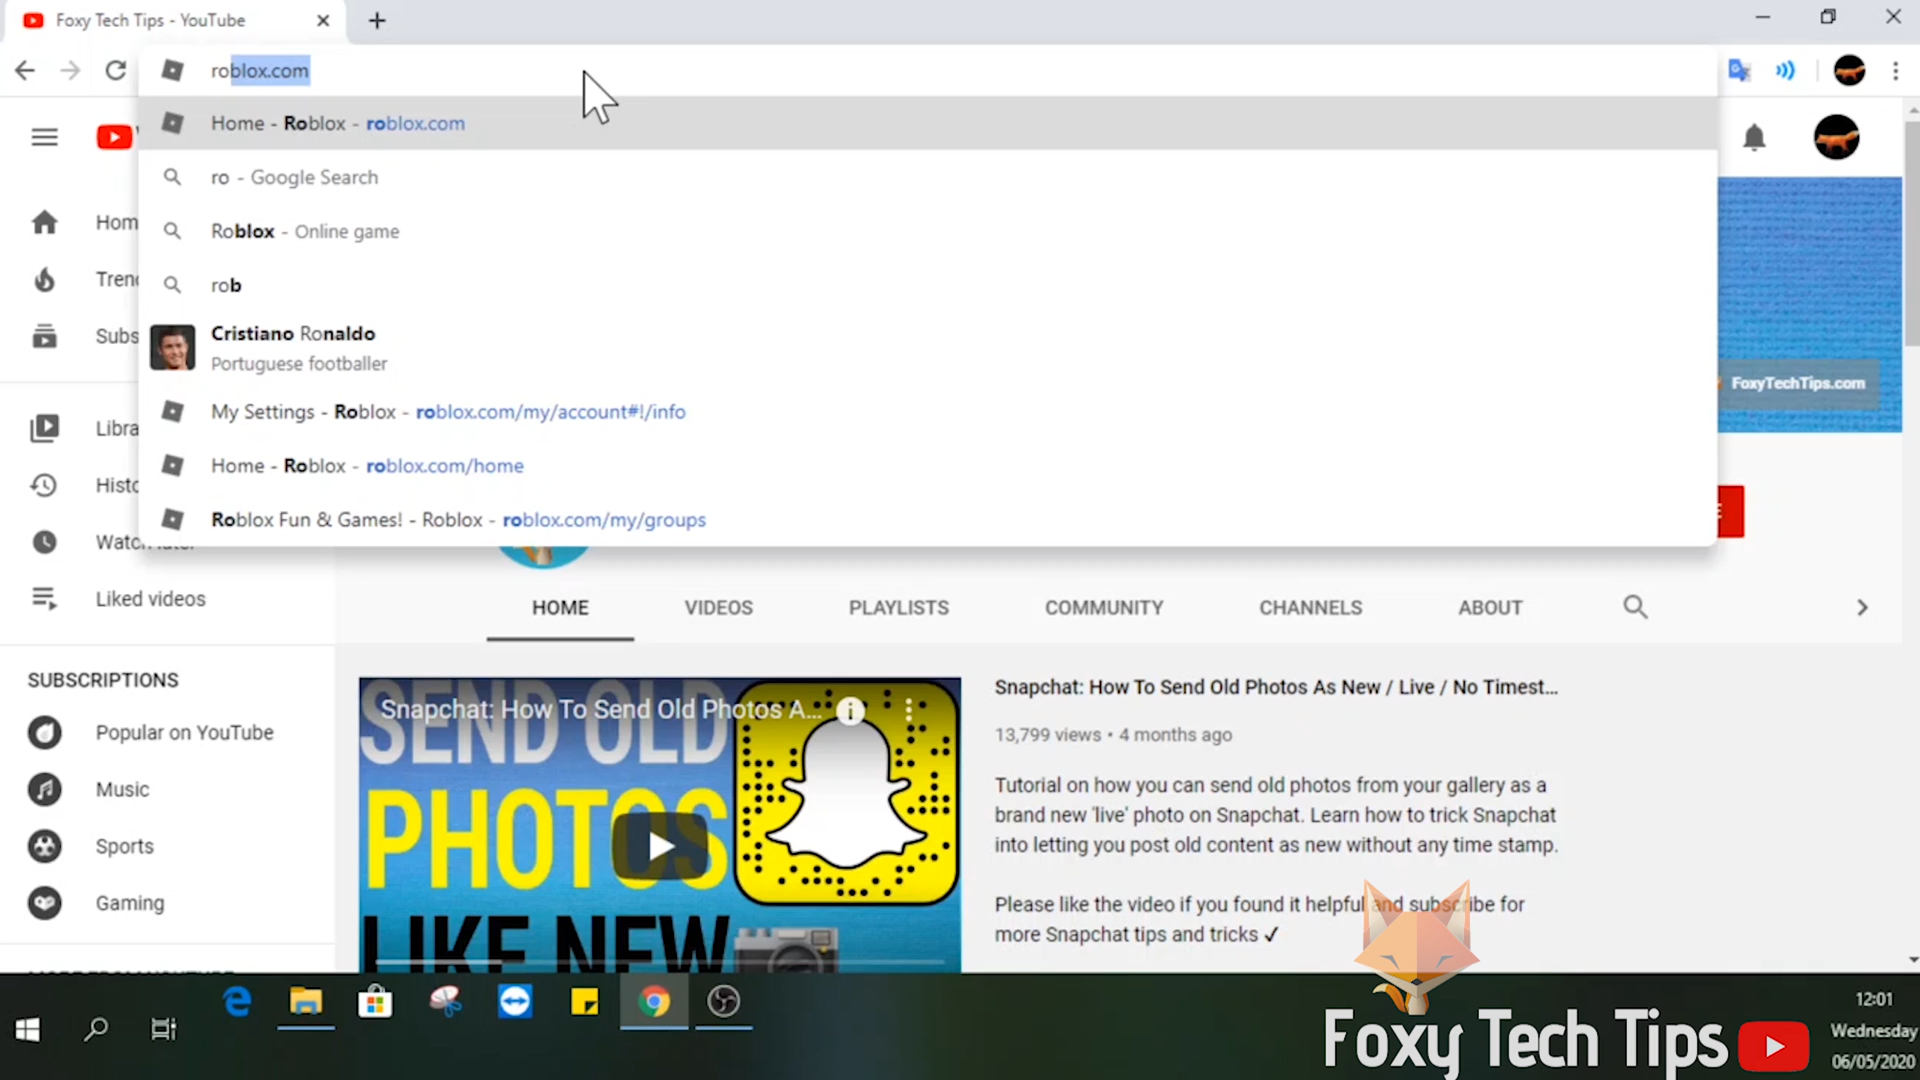 Foxy Tech Tips - YouTube
roblox.com
Home - Roblox - roblox.com
ro - Google Search
Roblox - Online game
rob
Cristiano Ronaldo
Portuguese footballer
My Settings - Roblox - roblox.com/my/account#!/info
Home - Roblox - roblox.com/home
Roblox Fun & Games! - Roblox - roblox.com/my/groups
Hom
Tren
Subs
Libra
Histo
Watch later
Liked videos
SUBSCRIPTIONS
Popular on YouTube
Music
Sports
Gaming
FoxyTechTips.com
HOME VIDEOS PLAYLISTS COMMUNITY CHANNELS ABOUT
Snapchat: How To Send Old Photos A...
SEND OLD
PHOTOS
LIKE NEW
Snapchat: How To Send Old Photos As New / Live / No Timest...
13,799 views • 4 months ago
Tutorial on how you can send old photos from your gallery as a
brand new 'live' photo on Snapchat. Learn how to trick Snapchat
into letting you post old content as new without any time stamp.
Please like the video if you found it helpful and subscribe for
more Snapchat tips and tricks ✓
Foxy Tech Tips
12:01
Wednesday
06/05/2020